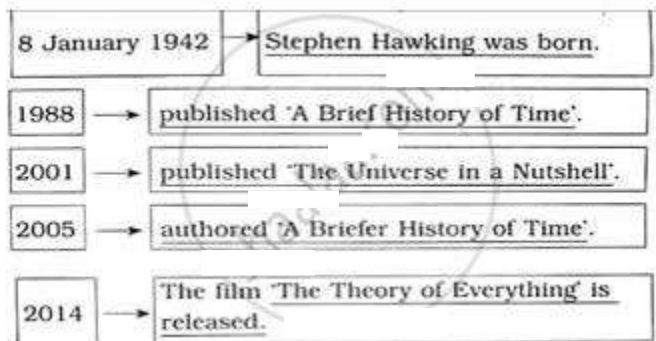 8 January 1942 Stephen Hawking was born.
1988 published 'A Brief History of Time'.
2001 published 'The Universe in a Nutshell'.
2005 authored 'A Briefer History of Time'.
The film 'The Theory of Everything' is
2014
released.